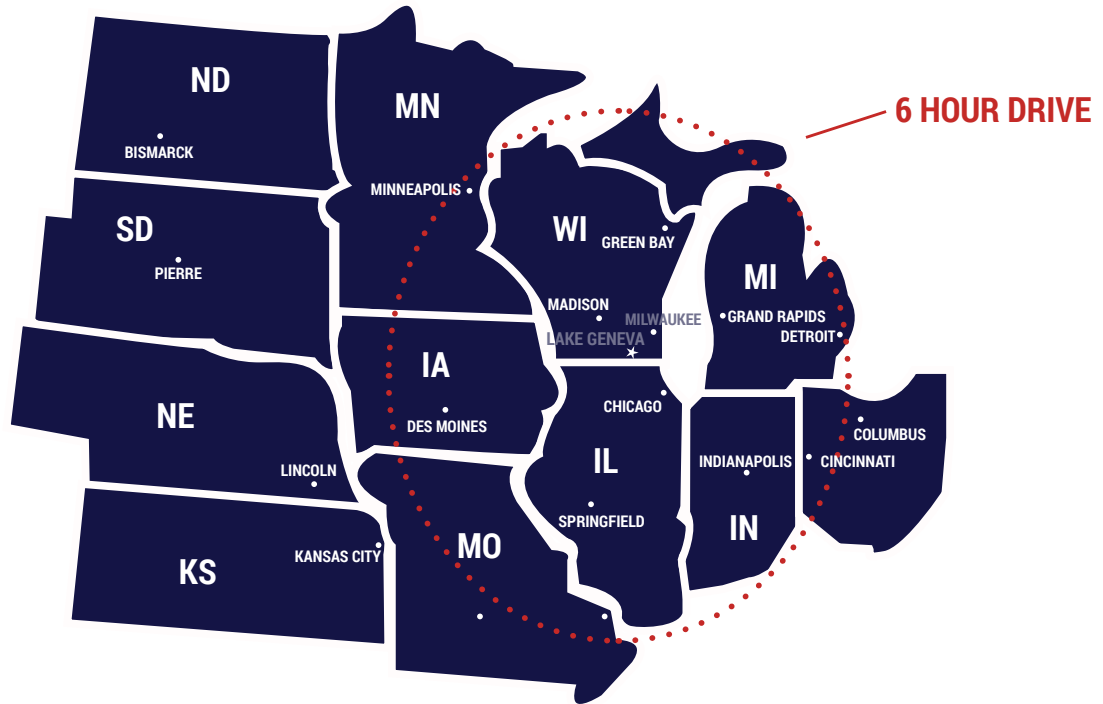 6 HOUR DRIVE
ND
BISMARCK
MN
MINNEAPOLIS
SD
PIERRE
WI
GREEN BAY
MADISON
MILWAUKEE
LAKE GENEVA
MI
GRAND RAPIDS
DETROIT
IA
DES MOINES
NE
LINCOLN
CHICAGO
IL
SPRINGFIELD
INDIANAPOLIS
IN
COLUMBUS
CINCINNATI
KS
KANSAS CITY
MO